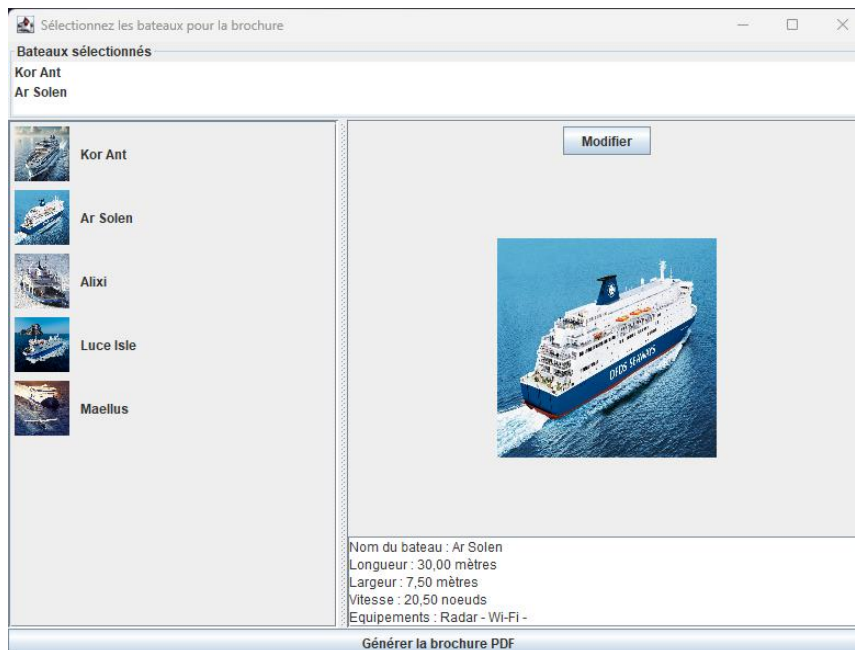 Sélectionnez les bateaux pour la brochure
Bateaux sélectionnés
Kor Ant
Ar Solen
Kor Ant
Ar Solen
Alixi
Luce Isle
Maellus
Modifier
DFDS SEAWAYS
Nom du bateau : Ar Solen
Longueur : 30,00 mètres
Largeur : 7,50 mètres
Vitesse : 20,50 noeuds
Equipements : Radar - Wi-Fi -
Générer la brochure PDF